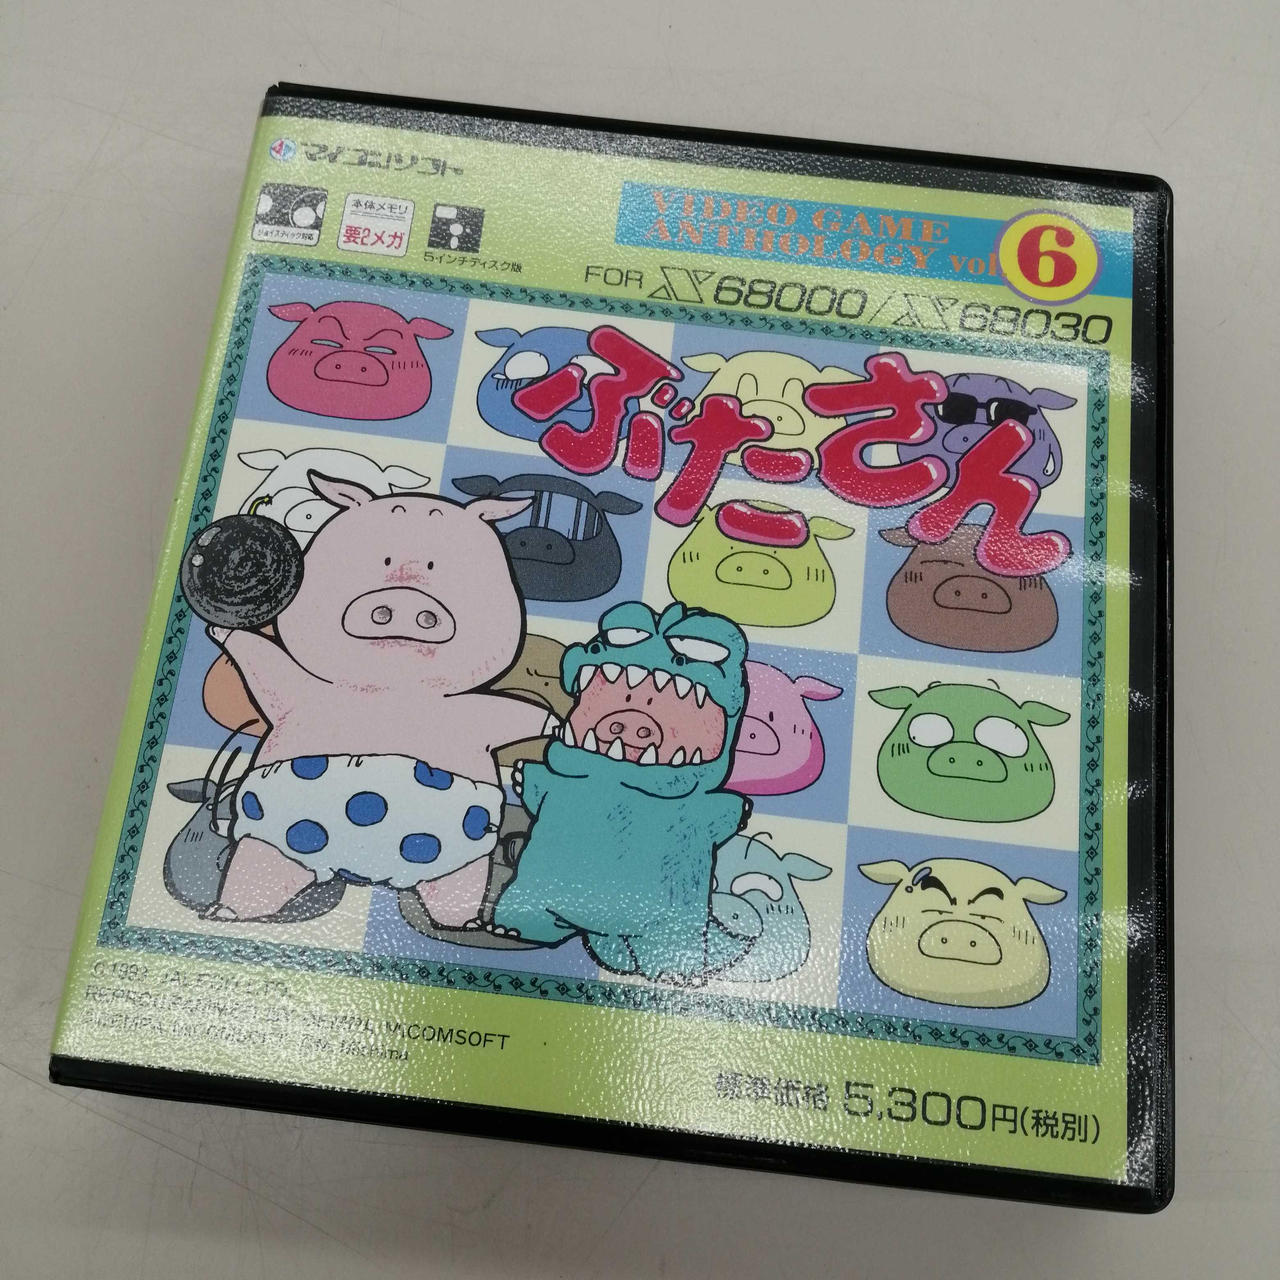 マイコンソフト
ジョイスティック対応
本体メモリ
要2メガ
5インチディスク版
VIDEO GAME
ANTHOLOGY vol.
6
FOR X68000/X68030
ぶたさん
MICOMSOFT
標準価格 5,300円(税別)